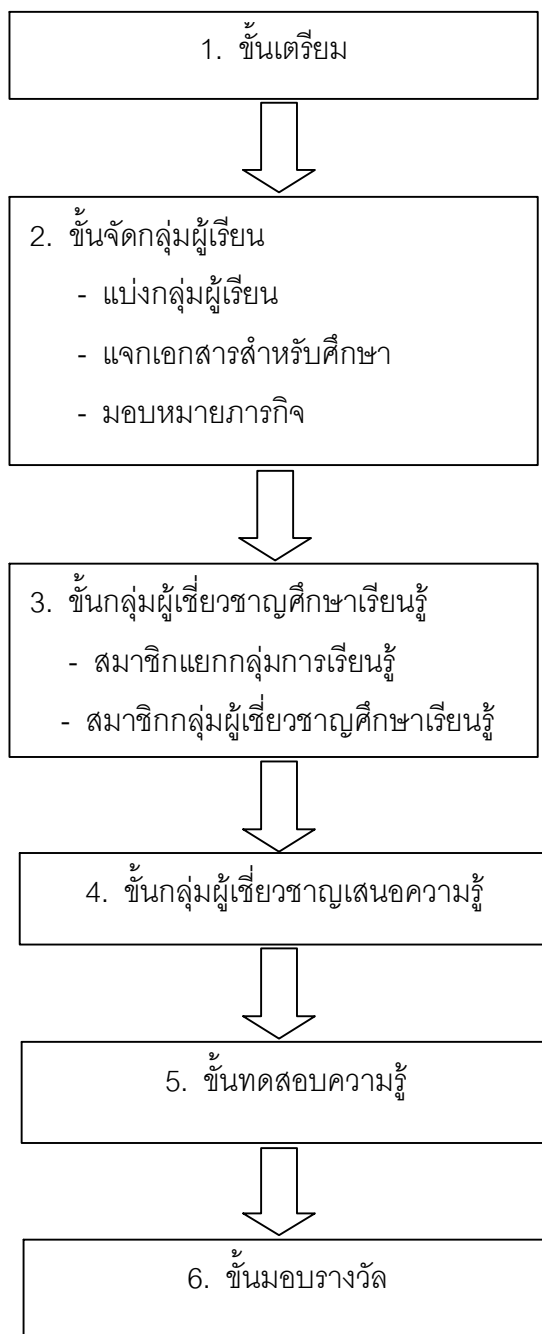 1. ขั้นเตรียม
2. ขั้นจัดกลุ่มผู้เรียน
- แบ่งกลุ่มผู้เรียน
- แจกเอกสารสำหรับศึกษา
- มอบหมายภารกิจ
3. ขั้นกลุ่มผู้เชี่ยวชาญศึกษาเรียนรู้
- สมาชิกแยกกลุ่มการเรียนรู้
- สมาชิกกลุ่มผู้เชี่ยวชาญศึกษาเรียนรู้
4. ขั้นกลุ่มผู้เชี่ยวชาญเสนอความรู้
5. ขั้นทดสอบความรู้
6. ขั้นมอบรางวัล